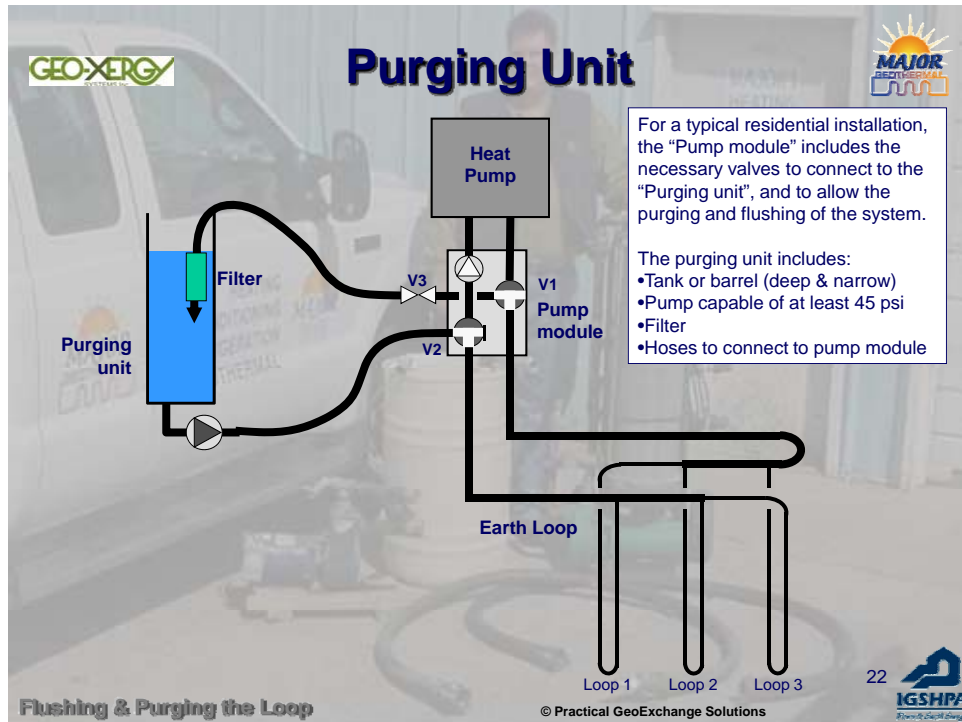 GEOXERGY
SYSTEMS INC
Purging Unit
MAJOR
GEOTHERMAL
For a typical residential installation,
the “Pump module” includes the
necessary valves to connect to the
“Purging unit”, and to allow the
purging and flushing of the system.
The purging unit includes:
•Tank or barrel (deep & narrow)
•Pump capable of at least 45 psi
•Filter
•Hoses to connect to pump module
Heat
Pump
Filter
V3
V1
Pump
module
V2
Purging
unit
HEATING
Earth Loop
Loop 1
Loop 2
Loop 3
22
IGSHPA
Flushing & Purging the Loop
© Practical GeoExchange Solutions